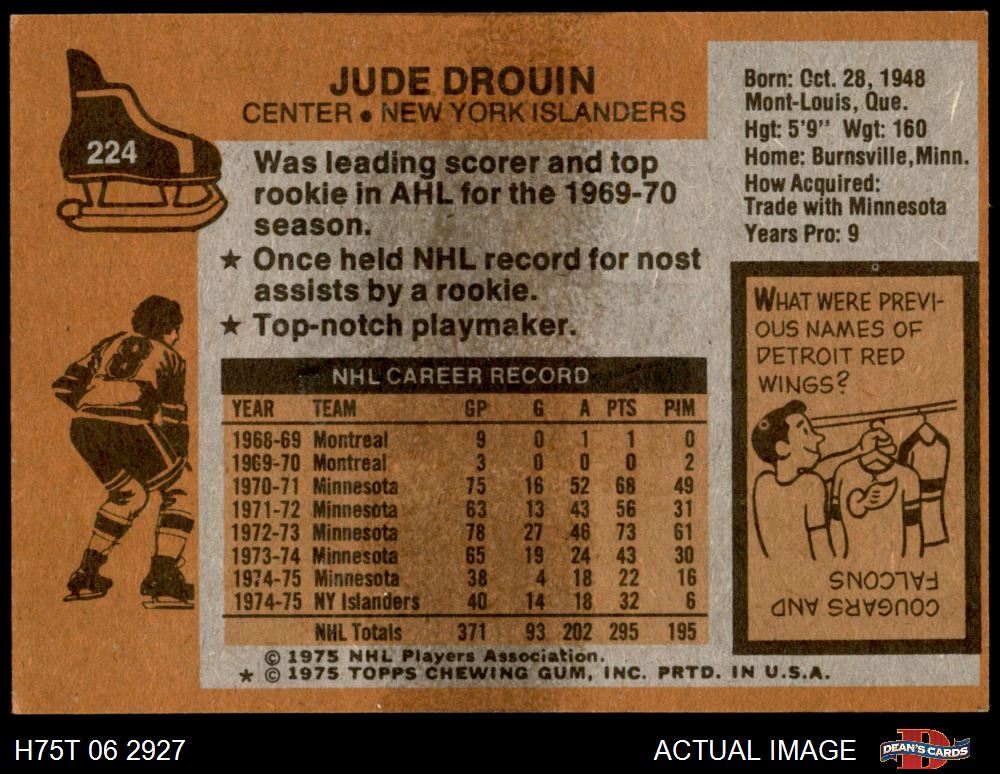 JUDE DROUIN
CENTER • NEW YORK ISLANDERS
224
Was leading scorer and top
rookie in AHL for the 1969-70
season.
★ Once held NHL record for nost
assists by a rookie.
★ Top-notch playmaker.
Born: Oct. 28, 1948
Mont-Louis, Que.
Hgt: 5'9" Wgt: 160
Home: Burnsville, Minn.
How Acquired:
Trade with Minnesota
Years Pro: 9
8
NHL CAREER RECORD
YEAR TEAM GP G A PTS PIM
1968-69 Montreal 9 0 1 1 0
1969-70 Montreal 3 0 0 0 2
1970-71 Minnesota 75 16 52 68 49
1971-72 Minnesota 63 13 43 56 31
1972-73 Minnesota 78 27 46 73 61
1973-74 Minnesota 65 19 24 43 30
1974-75 Minnesota 38 4 18 22 16
1974-75 NY Islanders 40 14 18 32 6
NHL Totals 371 93 202 295 195
WHAT WERE PREVI-
OUS NAMES OF
DETROIT RED
WINGS?
COUGARS AND
FALCONS
© 1975 NHL Players Association.
* © 1975 TOPPS CHEWING GUM, INC. PRTD. IN U.S.A.
H75T 06 2927
ACTUAL IMAGE
DEAN'S CARDS